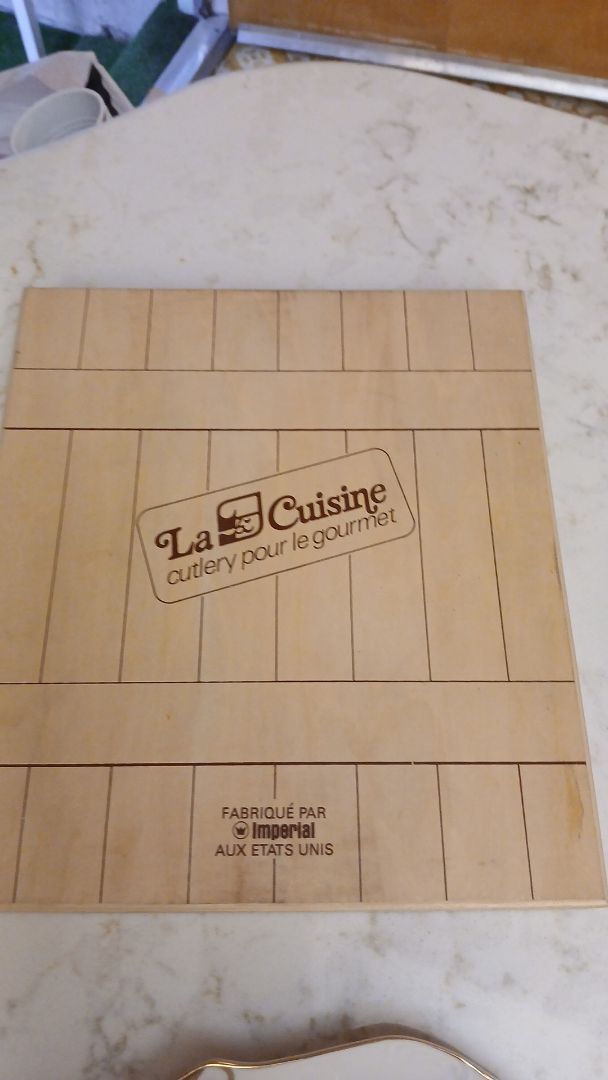 La Cuisine
cutlery pour le gourmet
FABRIQUÉ PAR
Imperial
AUX ETATS UNIS